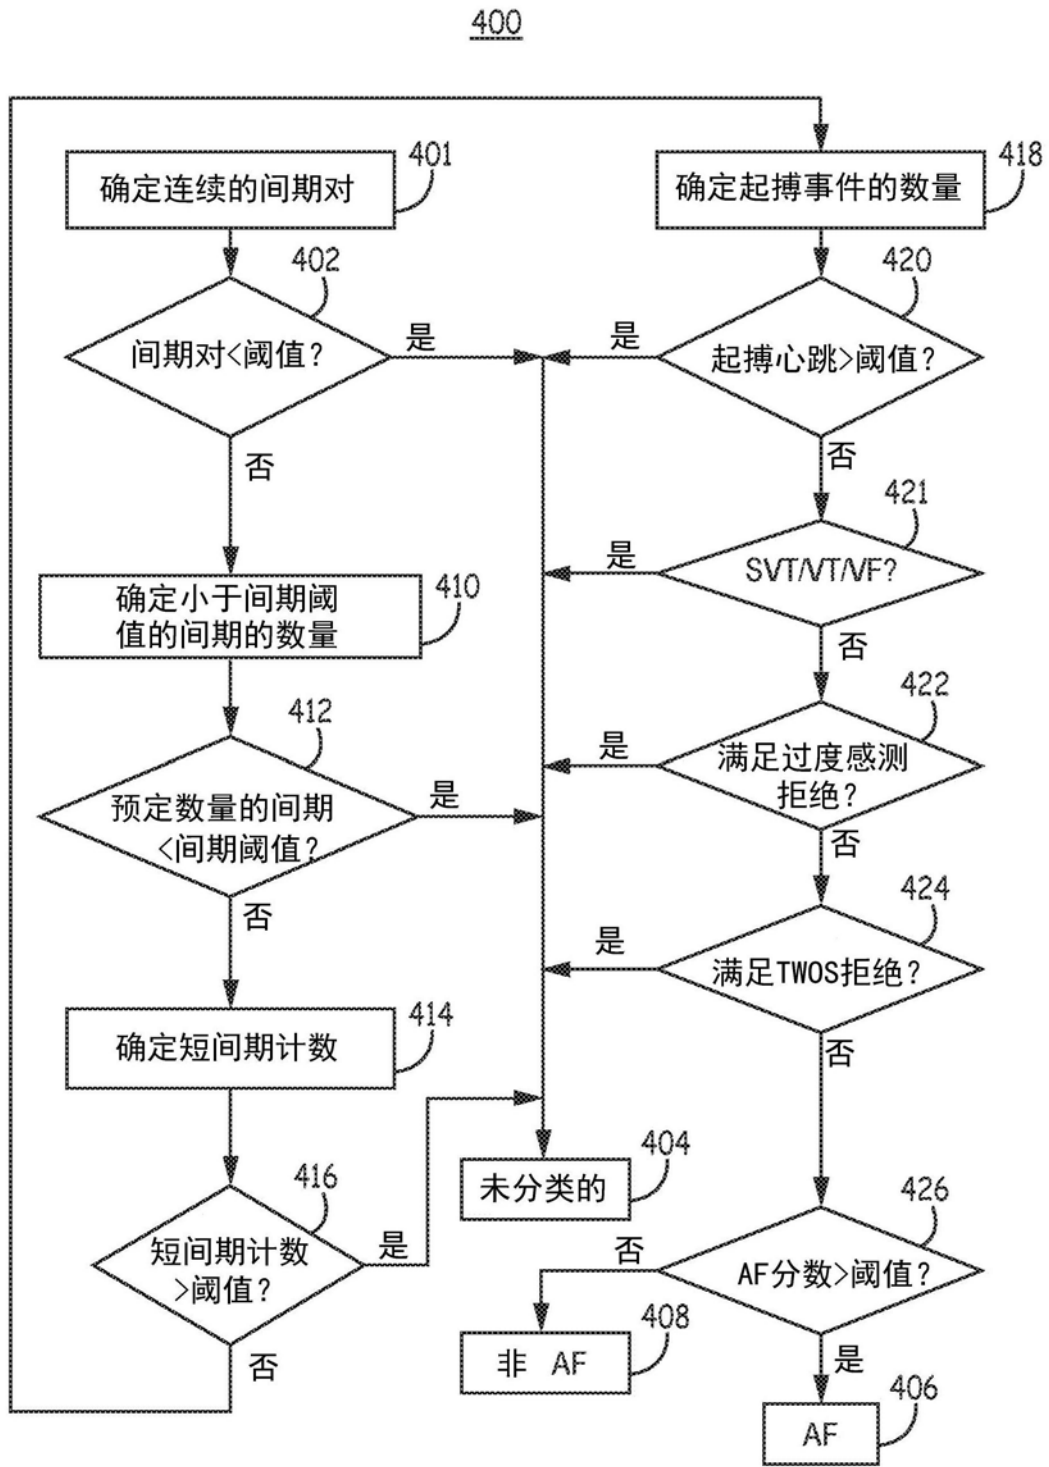 400
401
确定连续的间期对
418
确定起搏事件的数量
402
间期对<阈值?
是
否
420
起搏心跳>阈值?
是
否
421
SVT/VT/VF?
是
否
410
确定小于间期阈
值的间期的数量
412
预定数量的间期
<间期阈值?
是
否
422
满足过度感测
拒绝?
是
否
424
满足TWOS拒绝?
是
否
414
确定短间期计数
416
短间期计数
>阈值?
是
否
404
未分类的
426
AF分数>阈值?
否
是
408
非 AF
406
AF